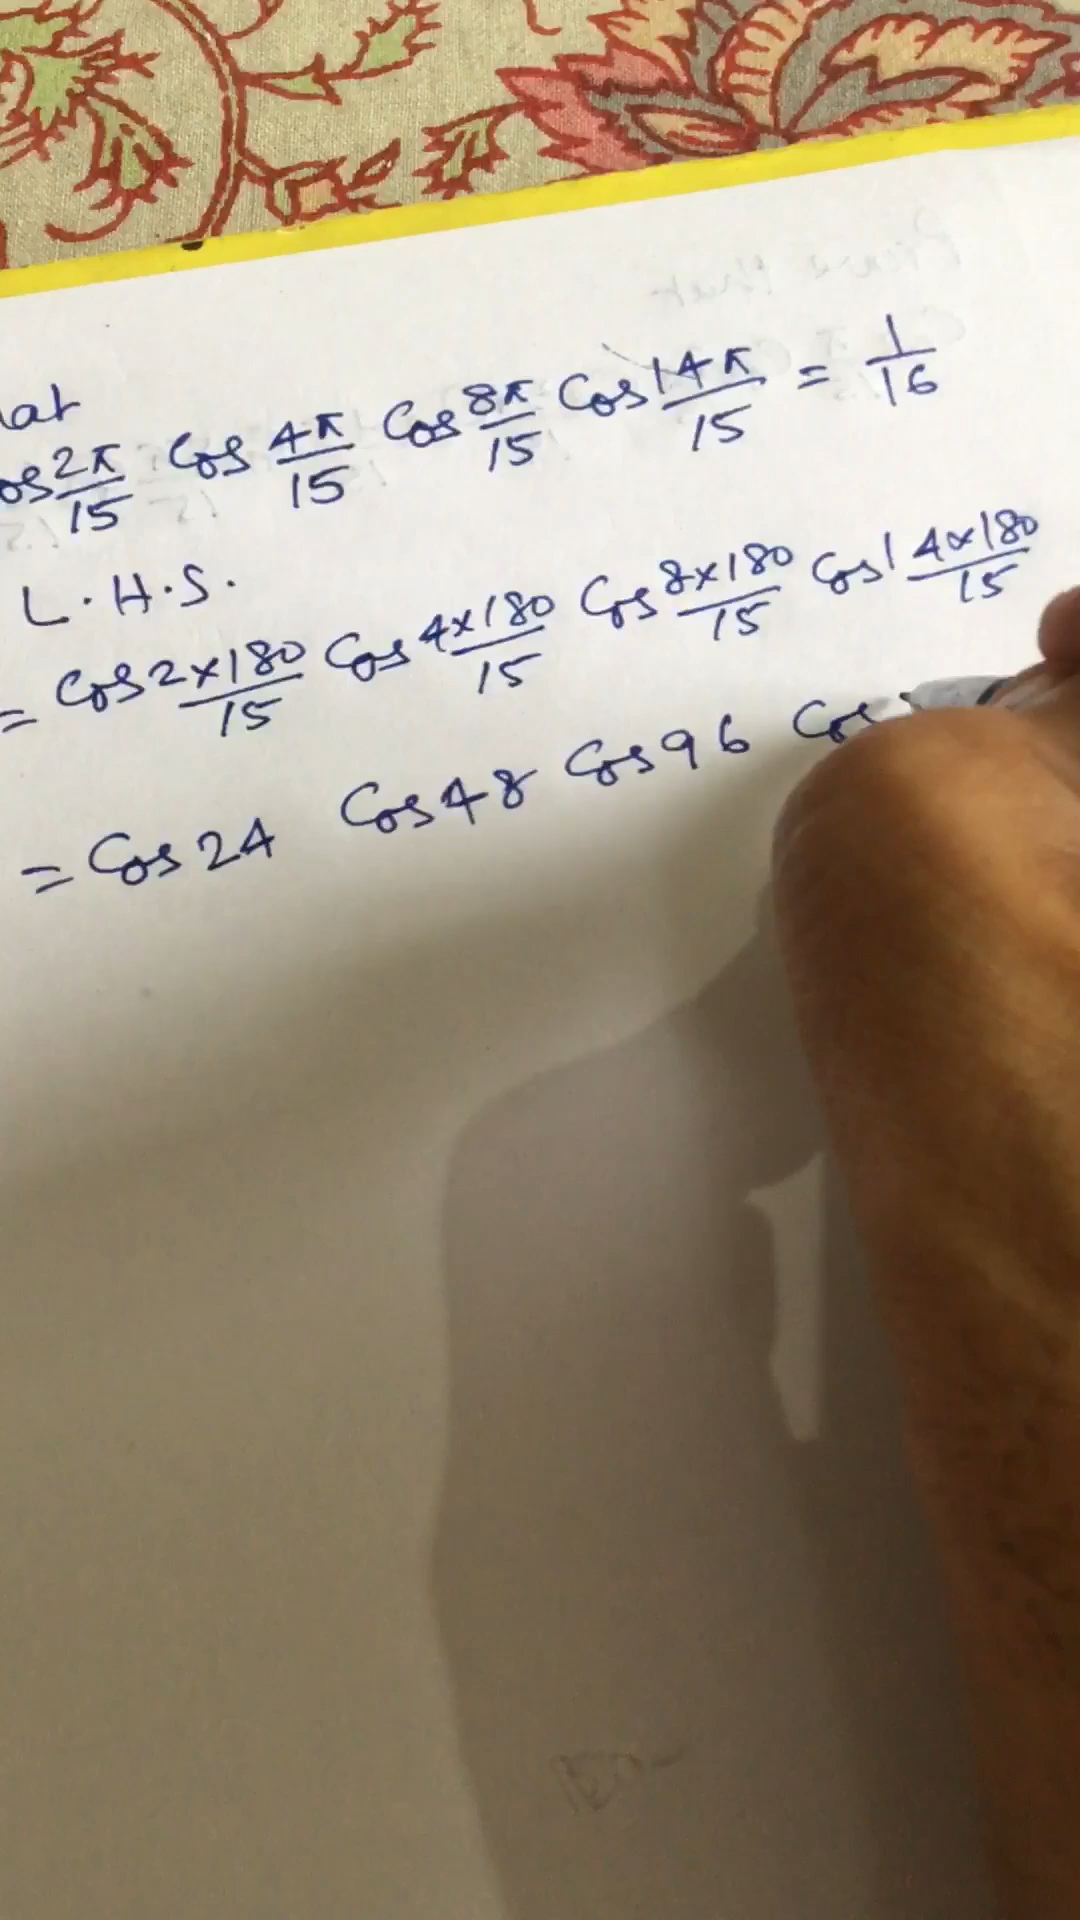 cos 2π/15 cos 4π/15 cos 8π/15 cos 14π/15 = 1/16
L.H.S.
= cos 2×180/15 cos 4×180/15 cos 8×180/15 cos 14×180/15
= cos 24 cos 48 cos 96 cos